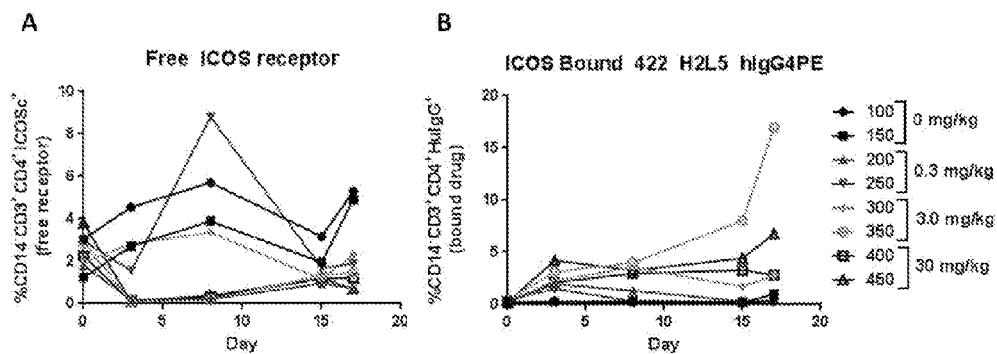 A
B
Free ICOS receptor
ICOS Bound 422 H2L5 hIgG4PE
%CD14⁻CD3⁺CD4⁺ICOSc⁺
(free receptor)
10
8
6
4
2
0
0
5
10
15
20
Day
%CD14⁻CD3⁺CD4⁺HuIgG⁺
(bound drug)
20
15
10
5
0
0
5
10
15
20
Day
100
150
0 mg/kg
200
250
0.3 mg/kg
300
350
3.0 mg/kg
400
450
30 mg/kg